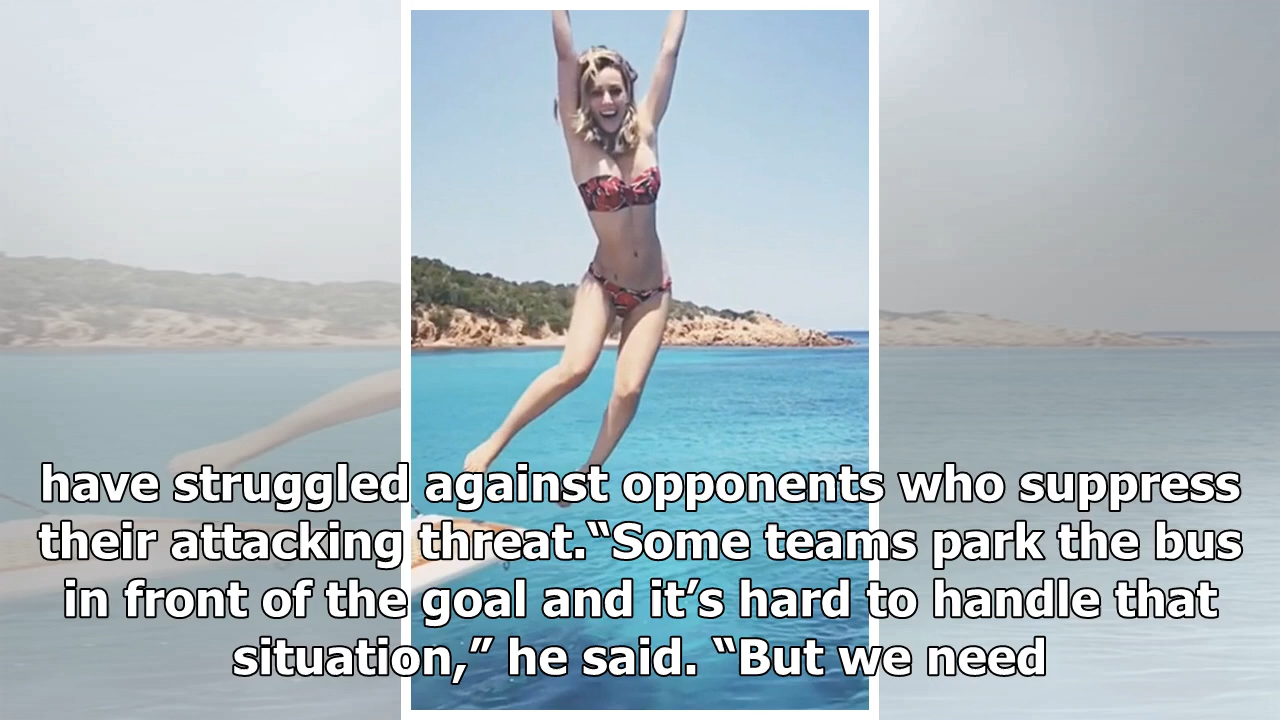 have struggled against opponents who suppress
their attacking threat.“Some teams park the bus
in front of the goal and it’s hard to handle that
situation,” he said. “But we need